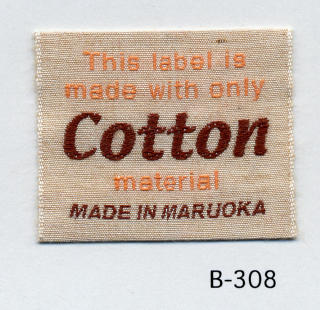 This label is
made with only
Cotton
material
MADE IN MARUOKA
B-308